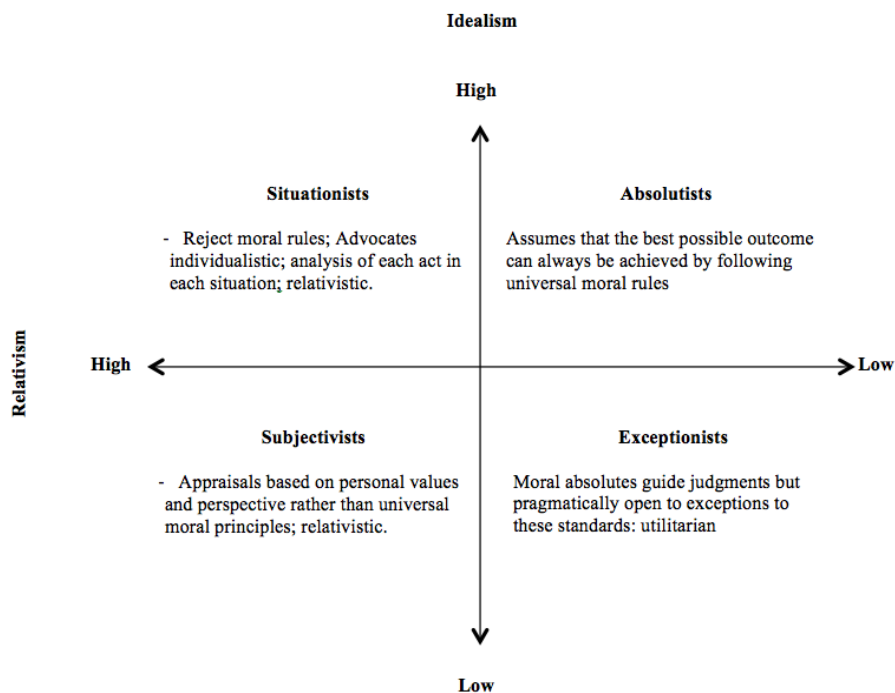 Idealism
High
Situationists
- Reject moral rules; Advocates
individualistic; analysis of each act in
each situation; relativistic.
Absolutists
Assumes that the best possible outcome
can always be achieved by following
universal moral rules
Relativism
High
Low
Subjectivists
- Appraisals based on personal values
and perspective rather than universal
moral principles; relativistic.
Exceptionists
Moral absolutes guide judgments but
pragmatically open to exceptions to
these standards: utilitarian
Low